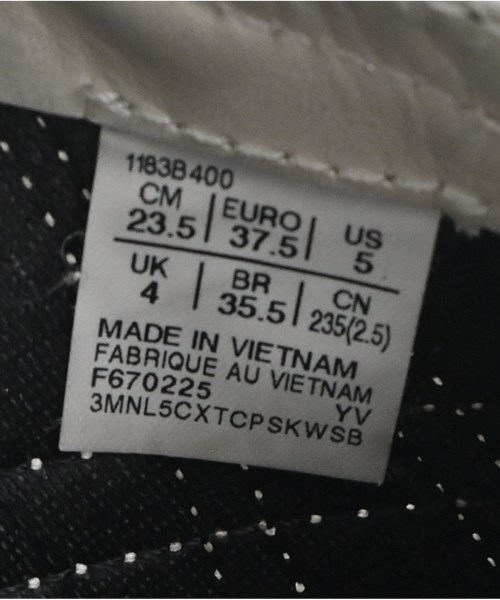 1183B400
CM 23.5 | EURO 37.5 | US 5
UK 4 | BR 35.5 | CN 235(2.5)
MADE IN VIETNAM
FABRIQUE AU VIETNAM
F670225 YV
3MNL5CXTCPSKWSB